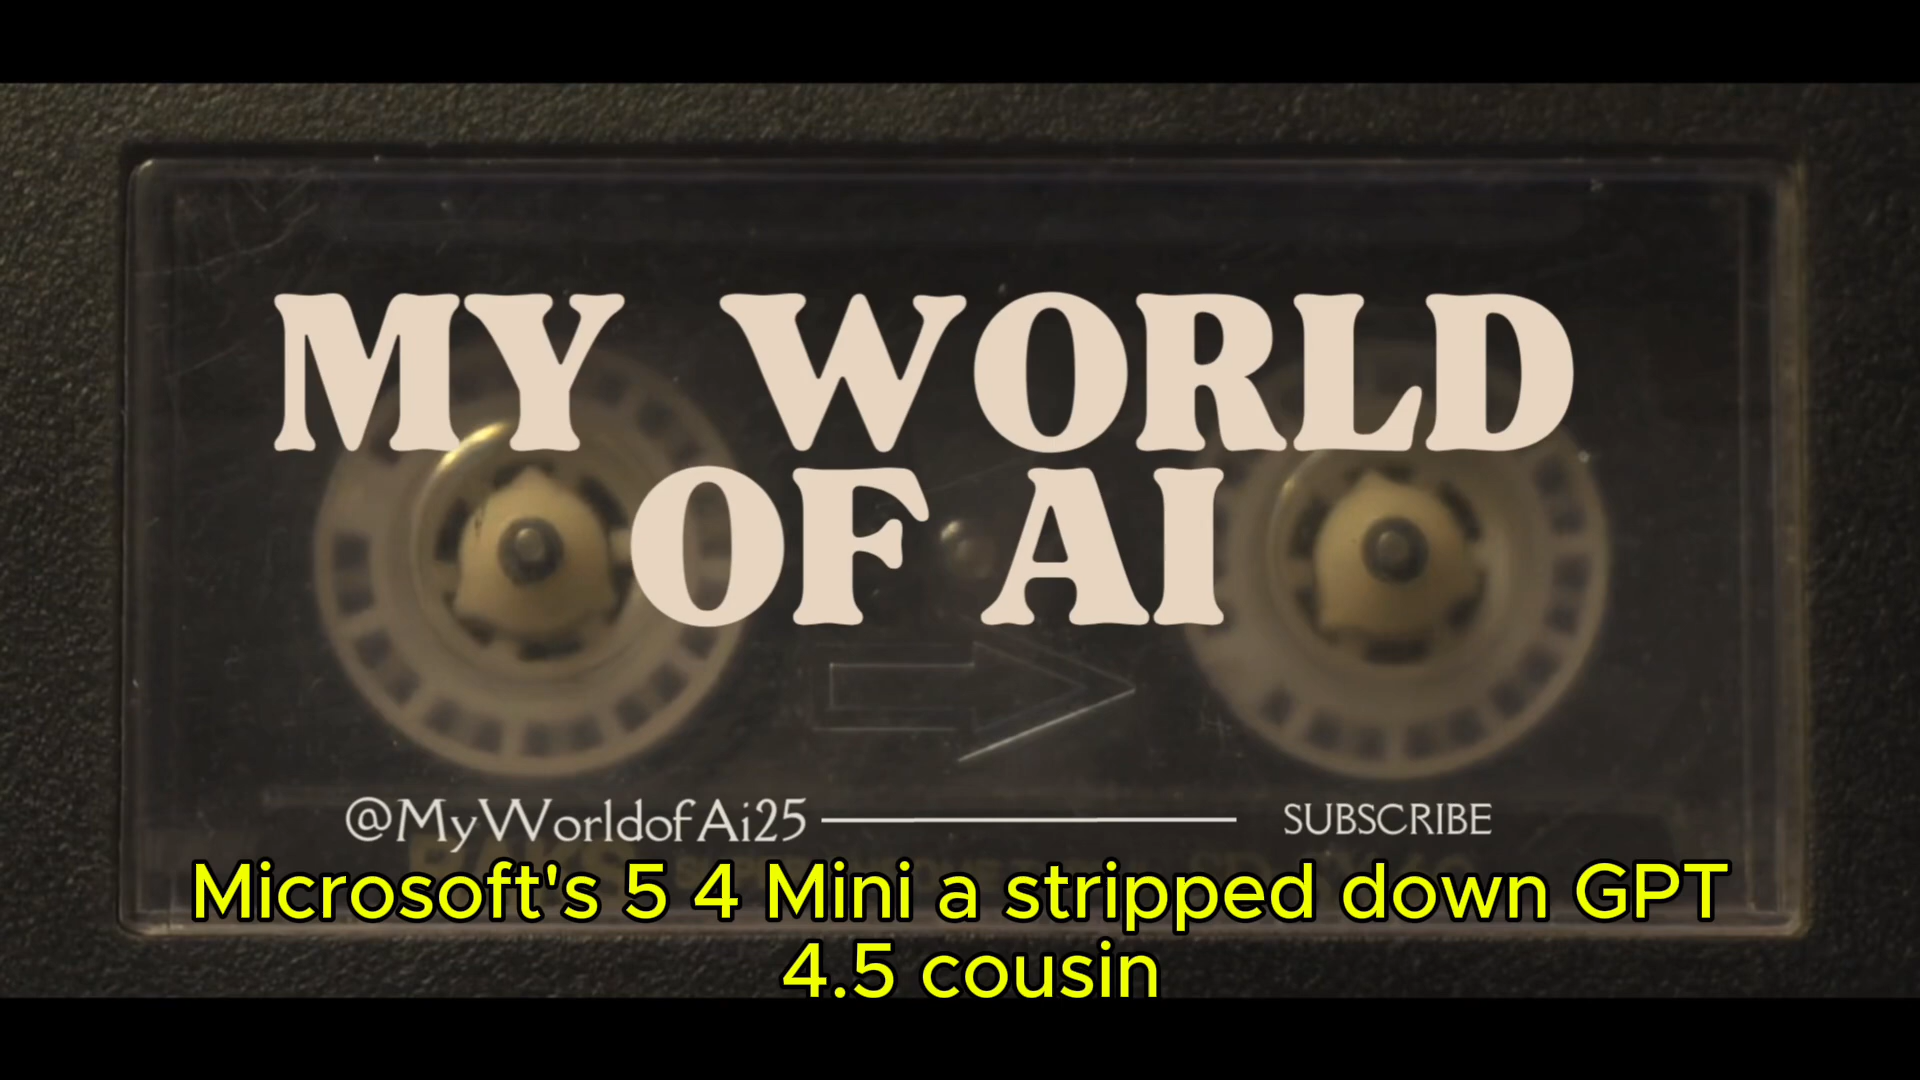 MY WORLD
OF AI
@MyWorldofAi25
SUBSCRIBE
Microsoft's 5 4 Mini a stripped down GPT
4.5 cousin